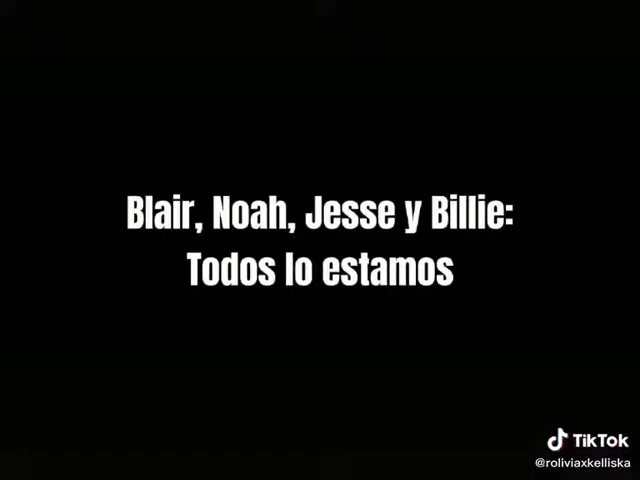 Blair, Noah, Jesse y Billie:
Todos lo estamos
TikTok
@roliviaxkelliska